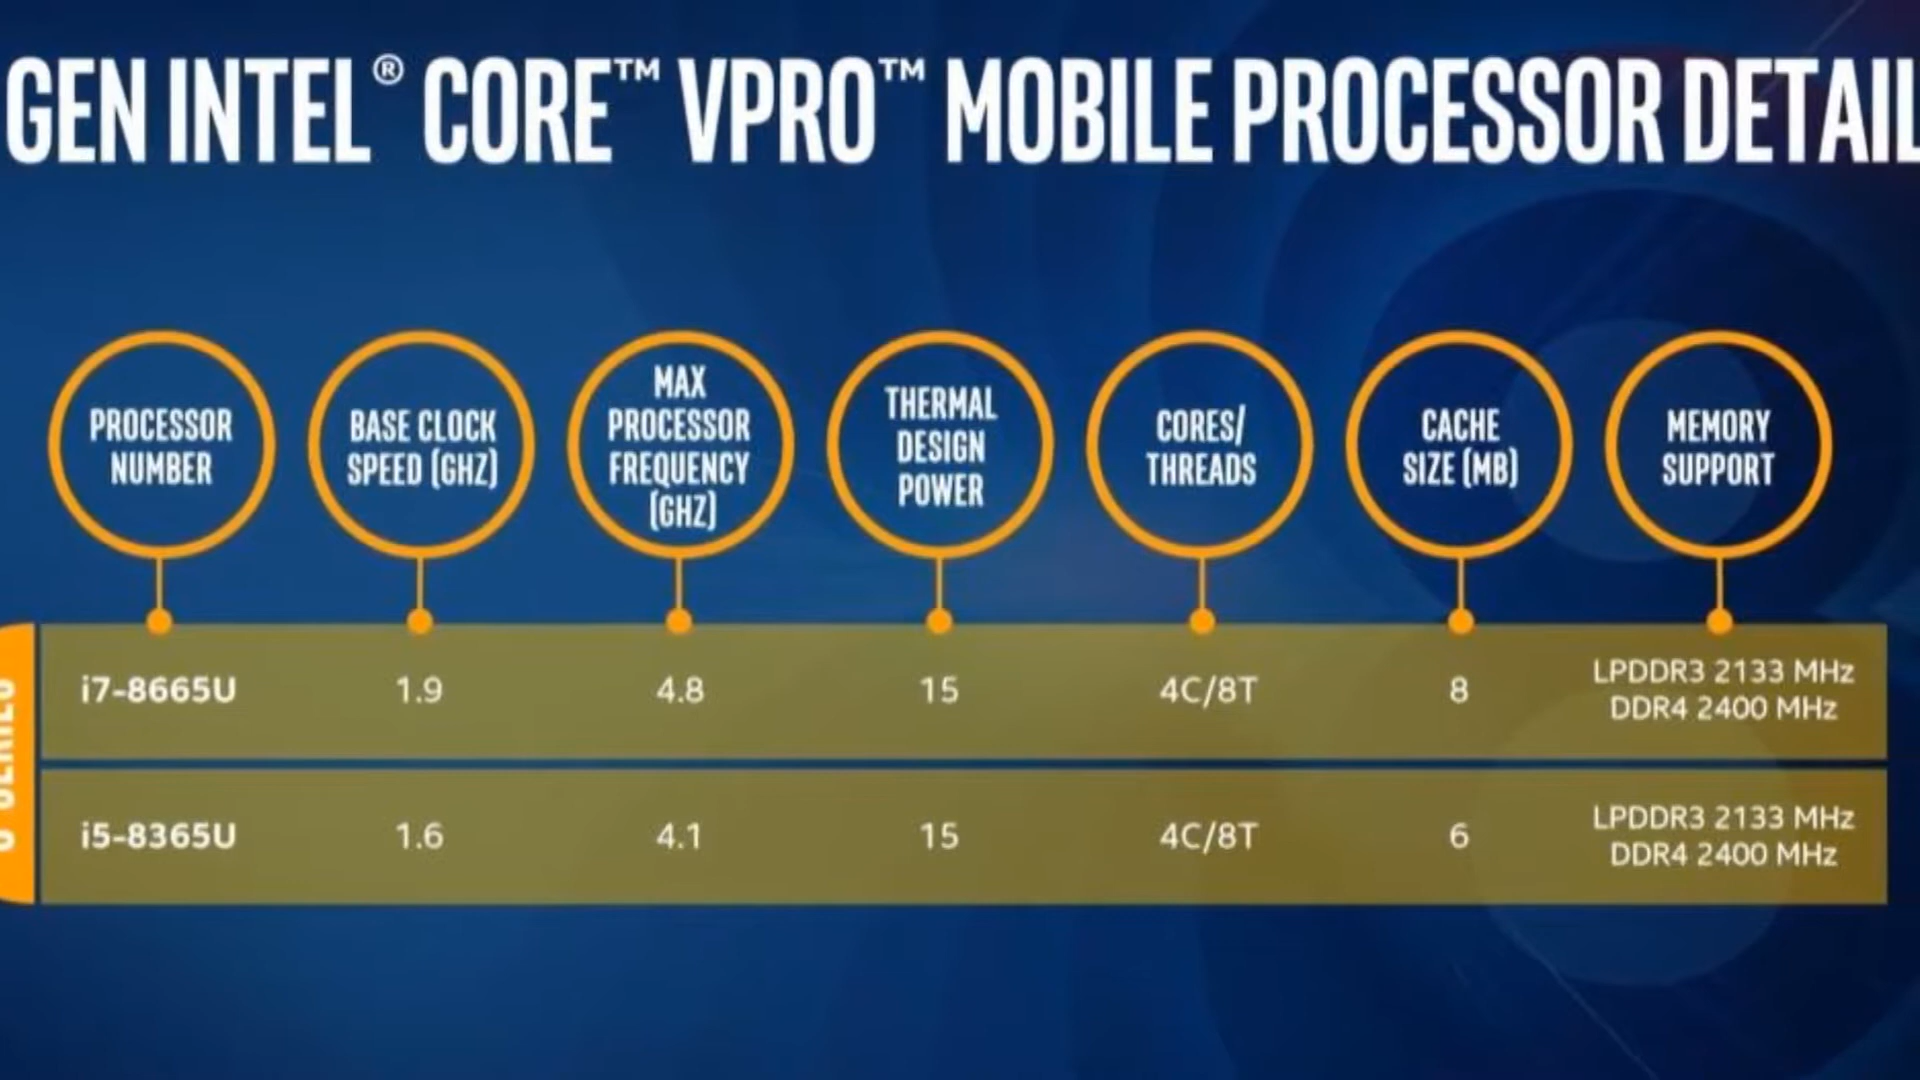 GEN INTEL® CORE™ VPRO™ MOBILE PROCESSOR DETAIL
PROCESSOR
NUMBER
BASE CLOCK
SPEED (GHZ)
MAX
PROCESSOR
FREQUENCY
(GHZ)
THERMAL
DESIGN
POWER
CORES/
THREADS
CACHE
SIZE (MB)
MEMORY
SUPPORT
i7-8665U 1.9 4.8 15 4C/8T 8 LPDDR3 2133 MHz
DDR4 2400 MHz
i5-8365U 1.6 4.1 15 4C/8T 6 LPDDR3 2133 MHz
DDR4 2400 MHz